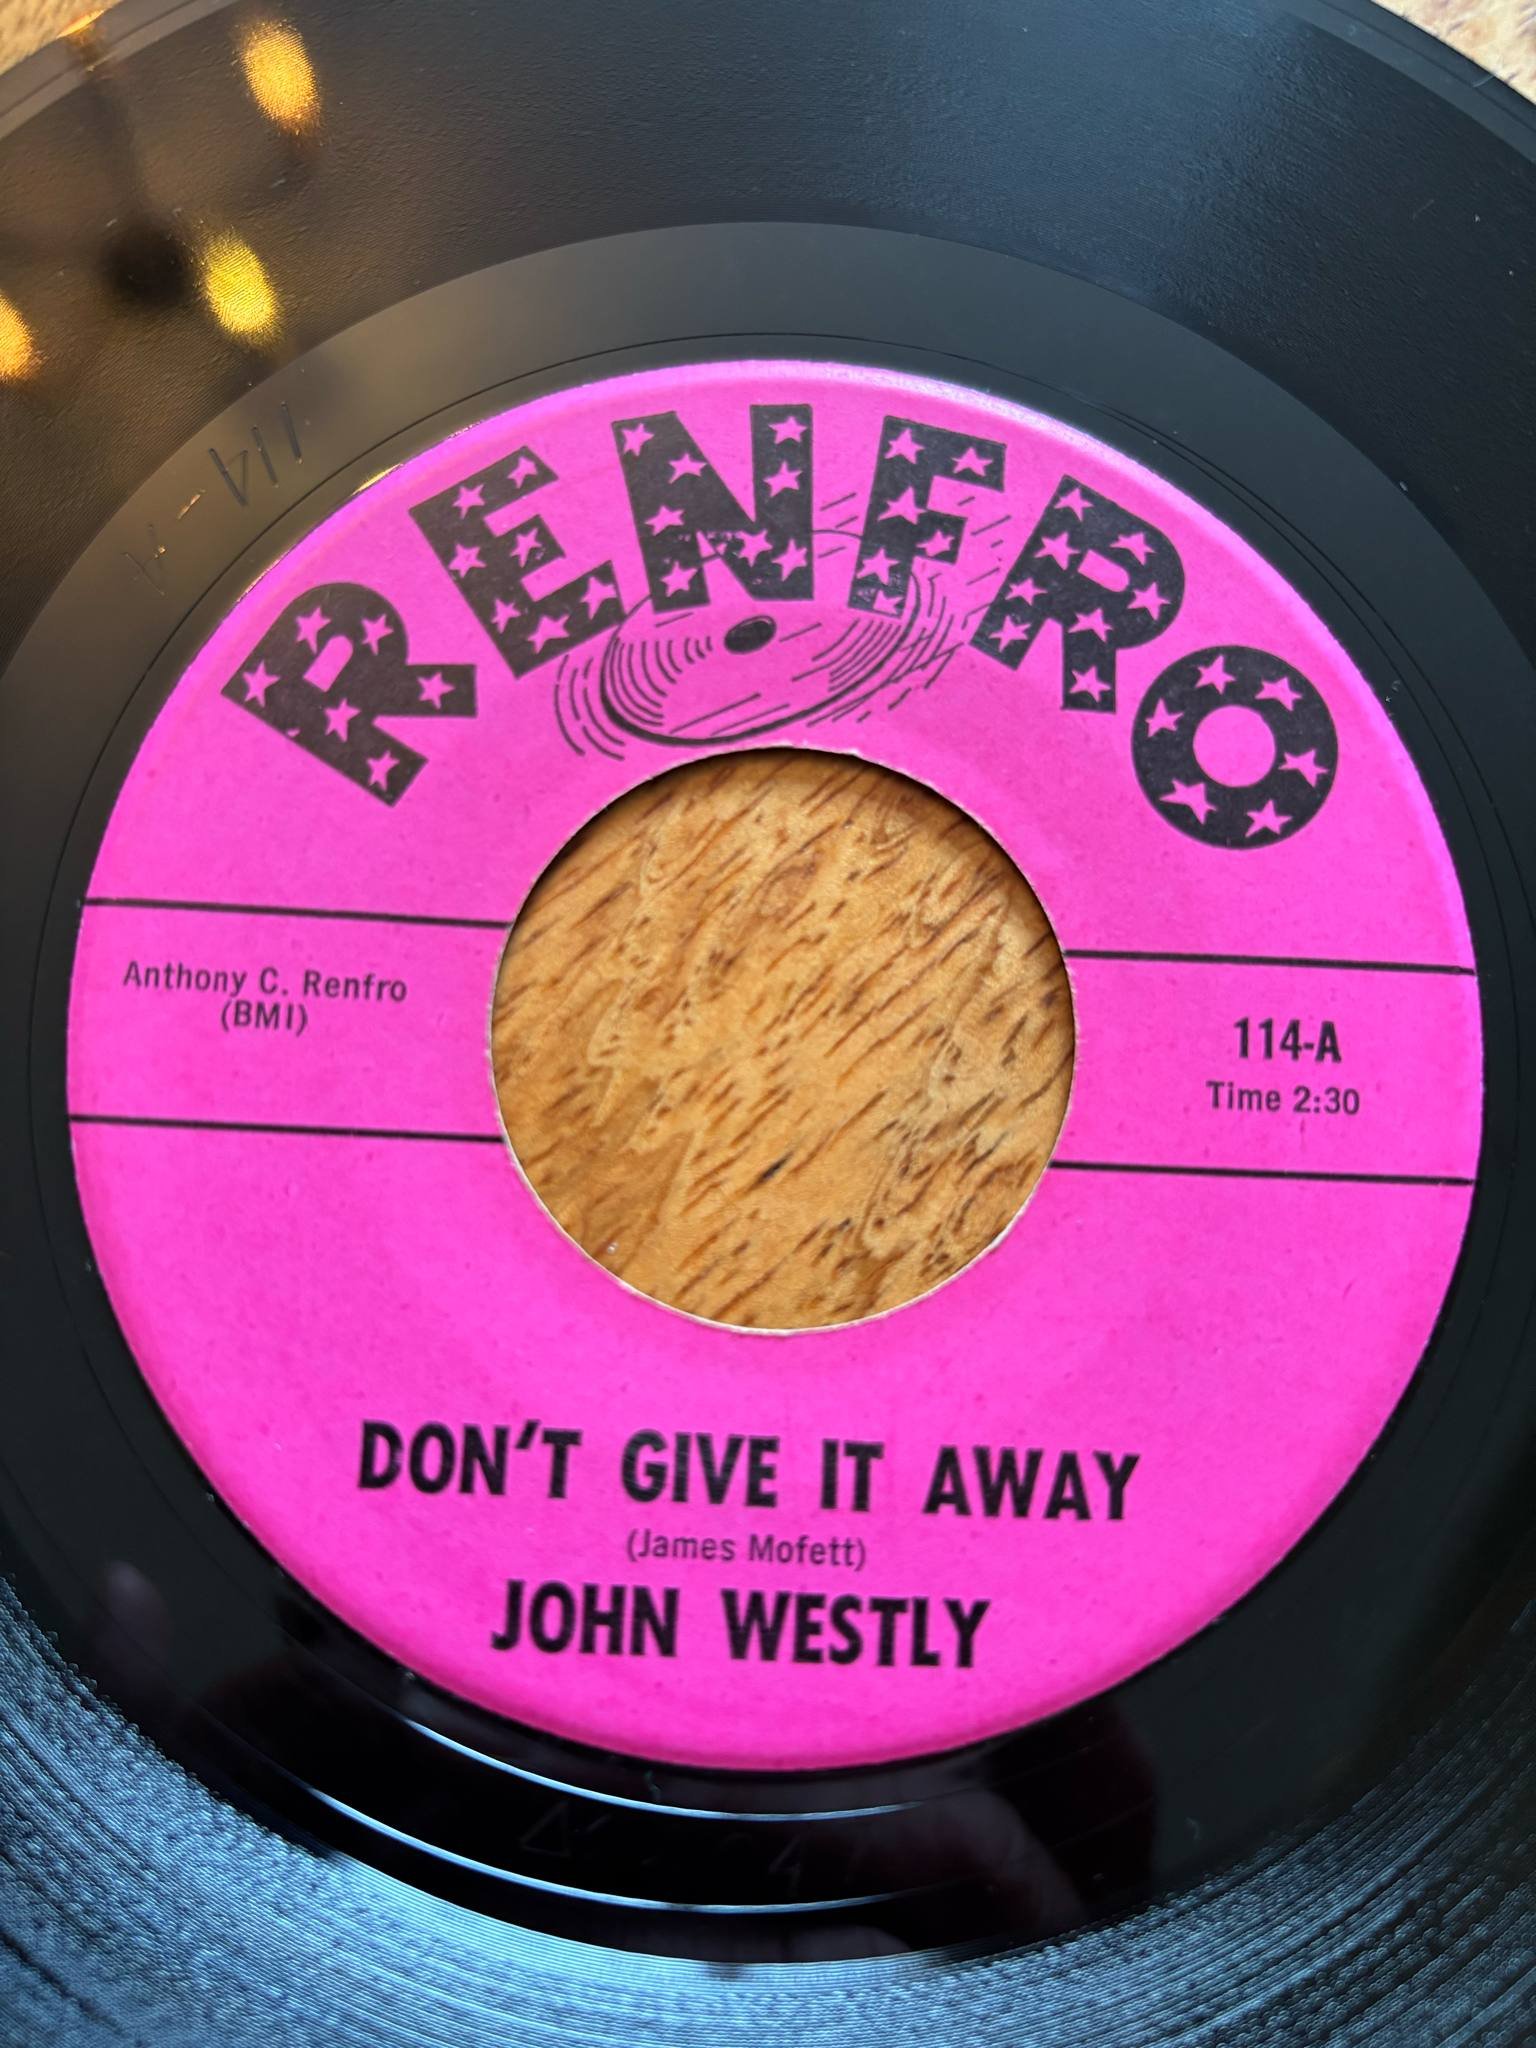 114-A
RENFRO
Anthony C. Renfro
(BMI)
114-A
Time 2:30
DON'T GIVE IT AWAY
(James Mofett)
JOHN WESTLY